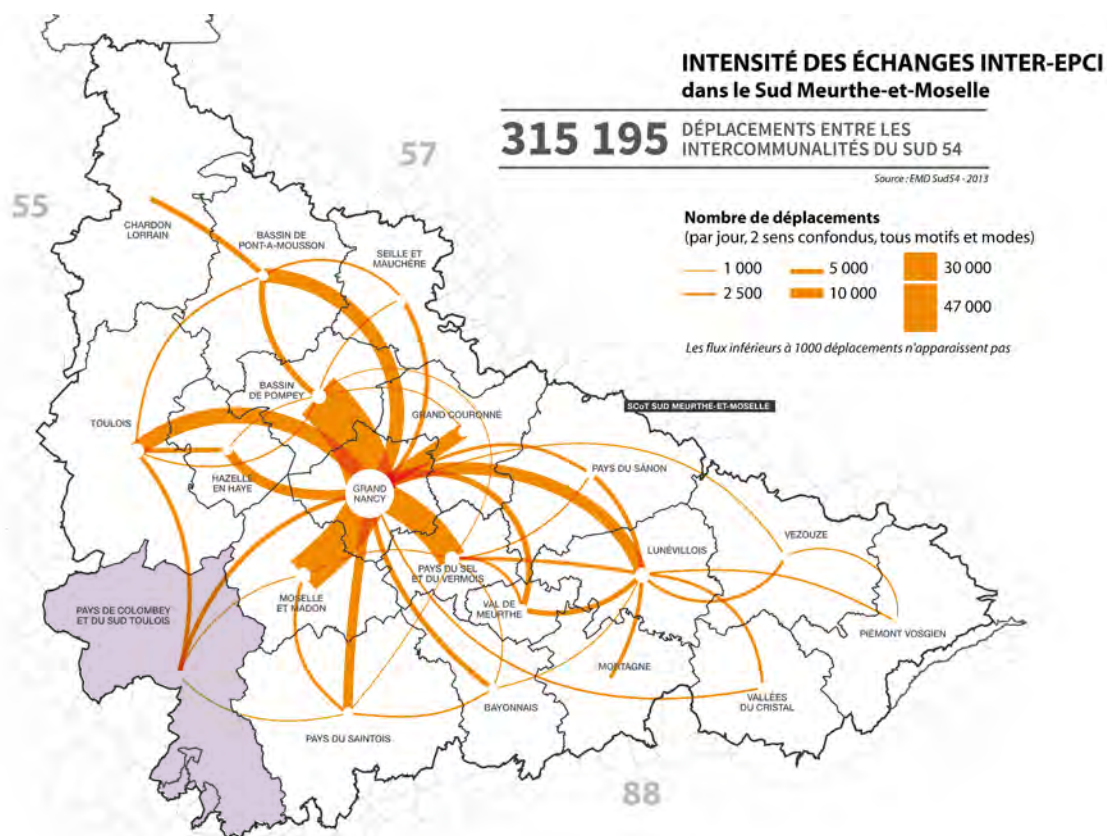 INTENSITÉ DES ÉCHANGES INTER-EPCI
dans le Sud Meurthe-et-Moselle
315 195
DÉPLACEMENTS ENTRE LES
INTERCOMMUNALITÉS DU SUD 54
Source : EMD Sud54 - 2013
57
55
Nombre de déplacements
(par jour, 2 sens confondus, tous motifs et modes)
1 000
5 000
30 000
2 500
10 000
47 000
Les flux inférieurs à 1000 déplacements n'apparaissent pas
CHARDON
LORRAIN
BASSIN DE
PONT-A-MOUSSON
SEILLE ET
MAUCHÈRE
BASSIN
DE POMPEY
GRAND COURONNÉ
SCoT SUD MEURTHE-ET-MOSELLE
TOULOIS
HAZELLE
EN HAYE
GRAND
NANCY
PAYS DU SÂNON
VEZOUZE
LUNÉVILLOIS
PAYS DU SEL
ET DU VERMOIS
MOSELLE
ET MADON
VAL DE
MEURTHE
PAYS DE COLOMBEY
ET DU SUD TOULOIS
PIÉMONT VOSGIEN
MORTAGNE
VALLÉES
DU CRISTAL
BAYONNAIS
PAYS DU SAINTOIS
88